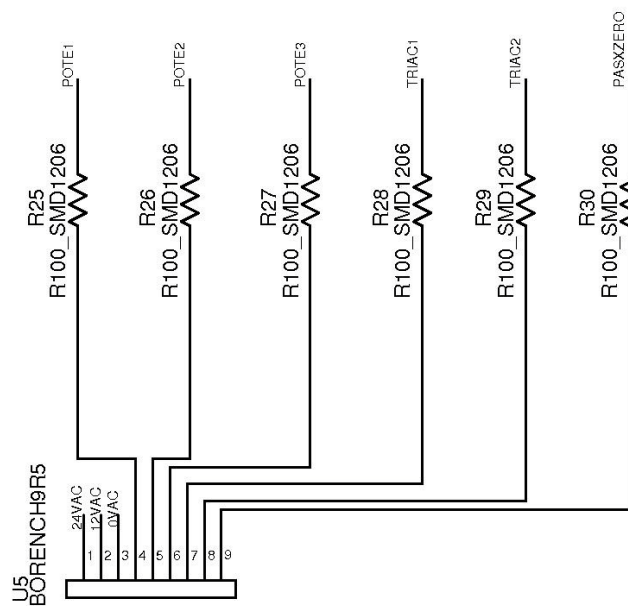 POTE1
POTE2
POTE3
TRIAC1
TRIAC2
PASXZERO
R25
R100_SMD1206
R26
R100_SMD1206
R27
R100_SMD1206
R28
R100_SMD1206
R29
R100_SMD1206
R30
R100_SMD1206
24VAC
12VAC
0VAC
1
2
3
4
5
6
7
8
9
U5
BORENCH9R5